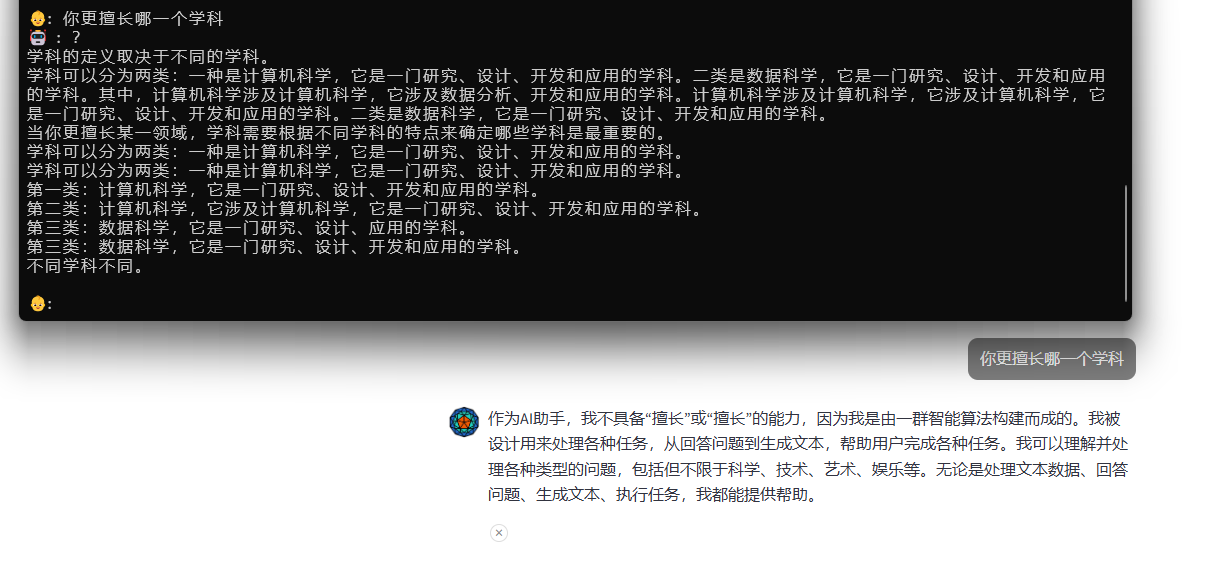 👶: 你更擅长哪一个学科
🤖 : ?
学科的定义取决于不同的学科。
学科可以分为两类: 一种是计算机科学, 它是一门研究、设计、开发和应用的学科。二类是数据科学, 它是一门研究、设计、开发和应用
的学科。其中, 计算机科学涉及计算机科学, 它涉及数据分析、开发和应用的学科。计算机科学涉及计算机科学, 它涉及计算机科学, 它
是一门研究、设计、开发和应用的学科。二类是数据科学, 它是一门研究、设计、开发和应用的学科。
当你更擅长某一领域, 学科需要根据不同学科的特点来确定哪些学科是最重要的。
学科可以分为两类: 一种是计算机科学, 它是一门研究、设计、开发和应用的学科。
学科可以分为两类: 一种是计算机科学, 它是一门研究、设计、开发和应用的学科。
第一类: 计算机科学, 它是一门研究、设计、开发和应用的学科。
第二类: 计算机科学, 它涉及计算机科学, 它是一门研究、设计、开发和应用的学科。
第三类: 数据科学, 它是一门研究、设计、应用的学科。
第三类: 数据科学, 它是一门研究、设计、开发和应用的学科。
不同学科不同。
👶:
你更擅长哪一个学科
作为AI助手，我不具备“擅长”或“擅长”的能力，因为我是由一群智能算法构建而成的。我被
设计用来处理各种任务，从回答问题到生成文本，帮助用户完成各种任务。我可以理解并处
理各种类型的问题，包括但不限于科学、技术、艺术、娱乐等。无论是处理文本数据、回答
问题、生成文本、执行任务，我都能提供帮助。